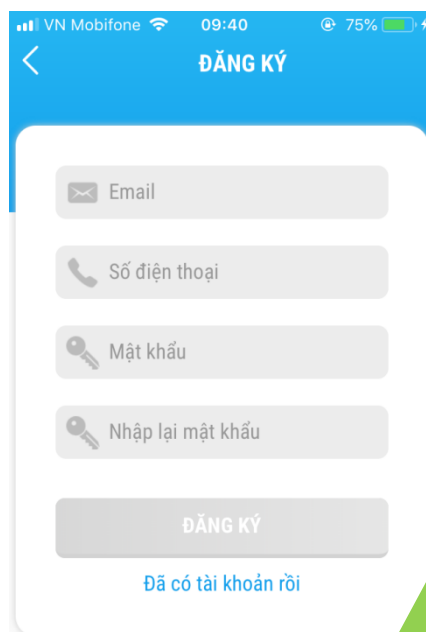 VN Mobifone 09:40 75%
ĐĂNG KÝ
Email
Số điện thoại
Mật khẩu
Nhập lại mật khẩu
ĐĂNG KÝ
Đã có tài khoản rồi